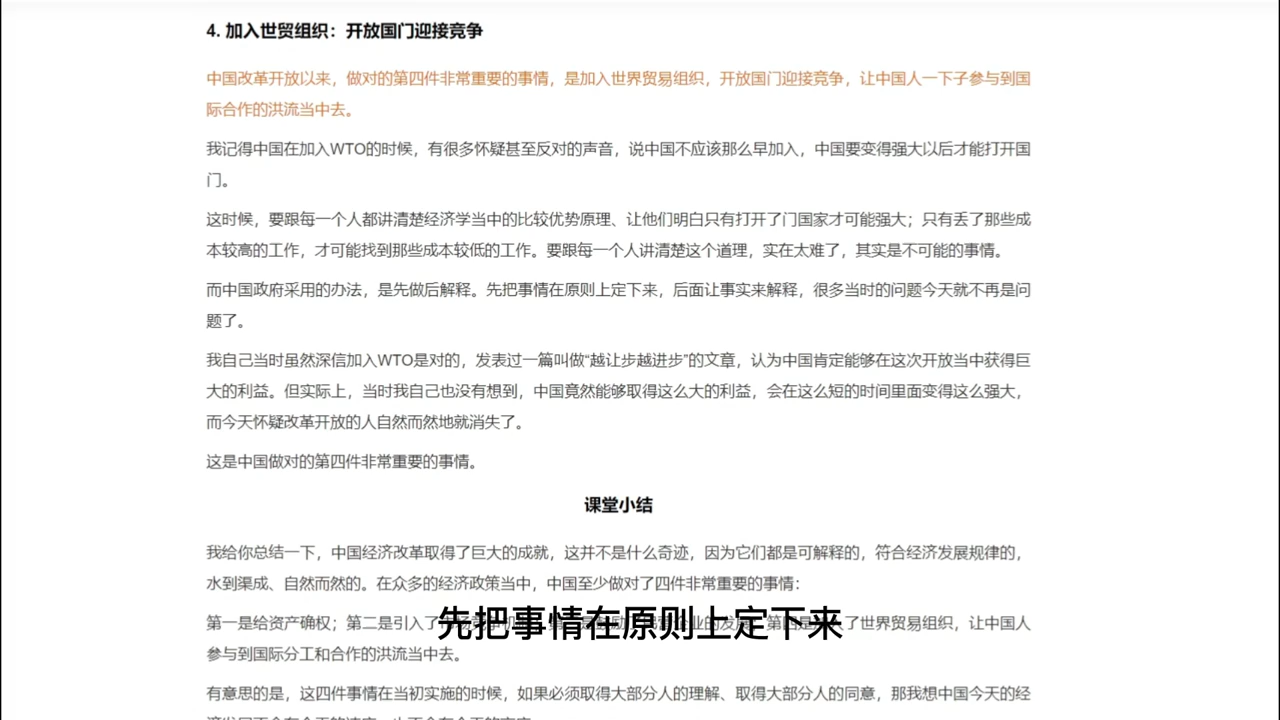 4. 加入世贸组织：开放国门迎接竞争
中国改革开放以来，做对的第四件非常重要的事情，是加入世界贸易组织，开放国门迎接竞争，让中国人一下子参与到国
际合作的洪流当中去。
我记得中国在加入WTO的时候，有很多怀疑甚至反对的声音，说中国不应该那么早加入，中国要变得强大以后才能打开国
门。
这时候，要跟每一个人都讲清楚经济学当中的比较优势原理、让他们明白只有打开了门国家才可能强大；只有丢了那些成
本较高的工作，才可能找到那些成本较低的工作。要跟每一个人讲清楚这个道理，实在太难了，其实是不可能的事情。
而中国政府采用的办法，是先做后解释。先把事情在原则上定下来，后面让事实来解释，很多当时的问题今天就不再是问
题了。
我自己当时虽然深信加入WTO是对的，发表过一篇叫做“越让步越进步”的文章，认为中国肯定能够在这次开放当中获得巨
大的利益。但实际上，当时我自己也没有想到，中国竟然能够取得这么大的利益，会在这么短的时间里面变得这么强大，
而今天怀疑改革开放的人自然而然地就消失了。
这是中国做对的第四件非常重要的事情。
课堂小结
我给你总结一下，中国经济改革取得了巨大的成就，这并不是什么奇迹，因为它们都是可解释的，符合经济发展规律的，
水到渠成、自然而然的。在众多的经济政策当中，中国至少做对了四件非常重要的事情：
第一是给资产确权；第二是引入了 了世界贸易组织，让中国人
先把事情在原则上定下来
参与到国际分工和合作的洪流当中去。
有意思的是，这四件事情在当初实施的时候，如果必须取得大部分人的理解、取得大部分人的同意，那我想中国今天的经